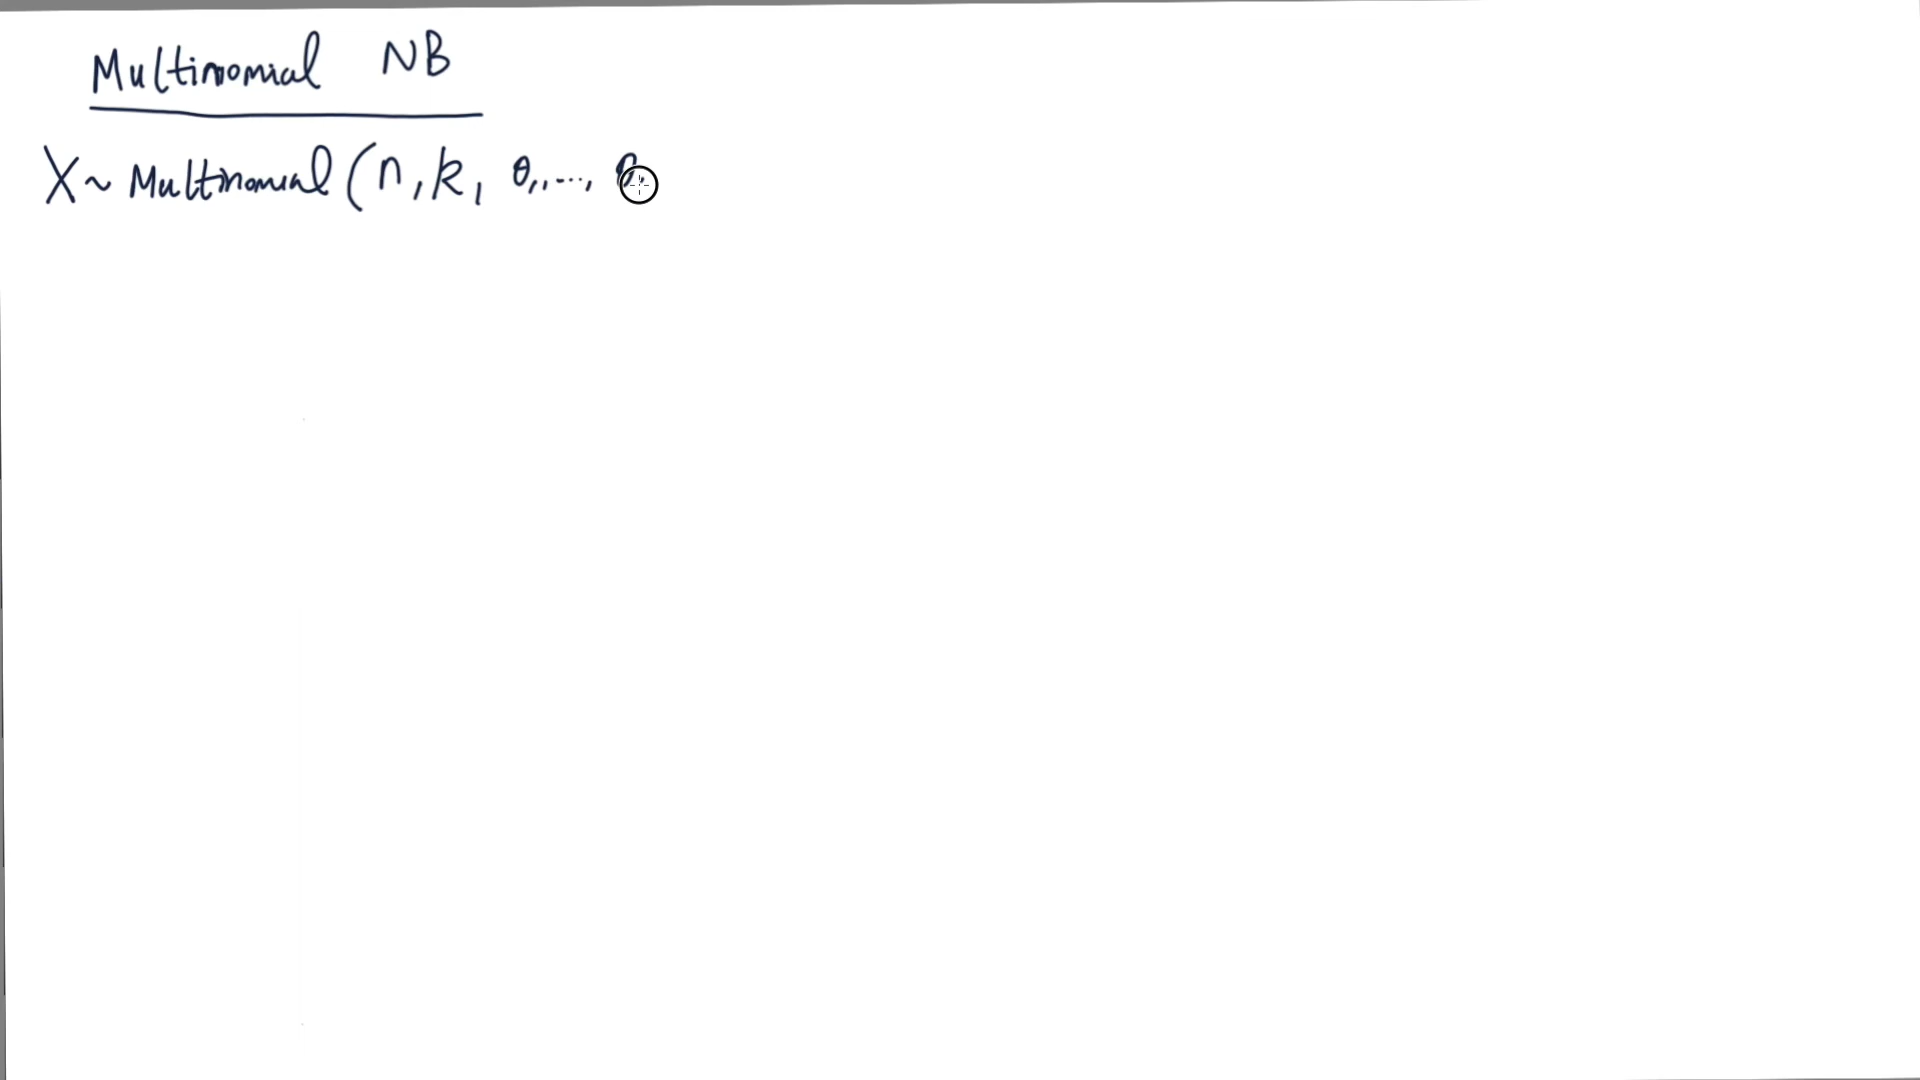 Multinomial NB
X ~ Multinomial (n, k, θ₁, ..., θ